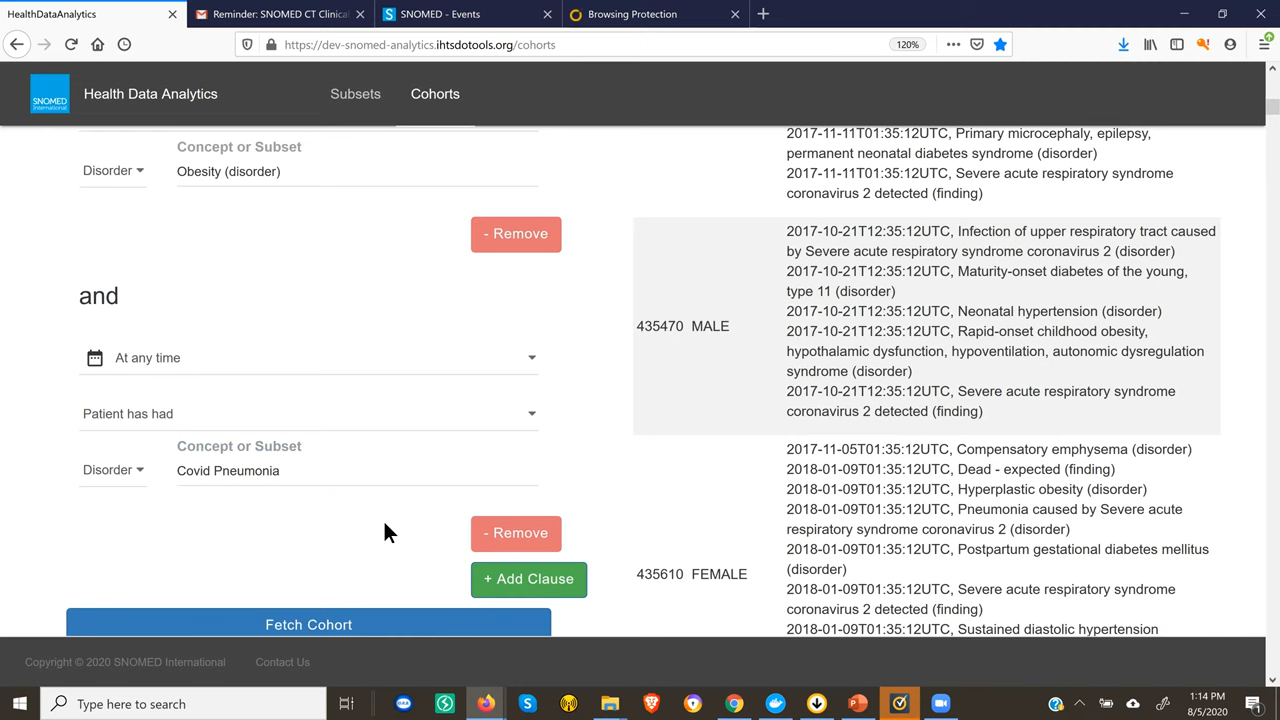 HealthDataAnalytics
Reminder: SNOMED CT Clinical
SNOMED - Events
Browsing Protection
https://dev-snomed-analytics.ihtsdotools.org/cohorts
120%
SNOMED
International
Health Data Analytics
Subsets
Cohorts
Concept or Subset
Disorder
Obesity (disorder)
- Remove
and
At any time
Patient has had
Concept or Subset
Disorder
Covid Pneumonia
- Remove
+ Add Clause
Fetch Cohort
2017-11-11T01:35:12UTC, Primary microcephaly, epilepsy,
permanent neonatal diabetes syndrome (disorder)
2017-11-11T01:35:12UTC, Severe acute respiratory syndrome
coronavirus 2 detected (finding)
435470 MALE
2017-10-21T12:35:12UTC, Infection of upper respiratory tract caused
by Severe acute respiratory syndrome coronavirus 2 (disorder)
2017-10-21T12:35:12UTC, Maturity-onset diabetes of the young,
type 11 (disorder)
2017-10-21T12:35:12UTC, Neonatal hypertension (disorder)
2017-10-21T12:35:12UTC, Rapid-onset childhood obesity,
hypothalamic dysfunction, hypoventilation, autonomic dysregulation
syndrome (disorder)
2017-10-21T12:35:12UTC, Severe acute respiratory syndrome
coronavirus 2 detected (finding)
435610 FEMALE
2017-11-05T01:35:12UTC, Compensatory emphysema (disorder)
2018-01-09T01:35:12UTC, Dead - expected (finding)
2018-01-09T01:35:12UTC, Hyperplastic obesity (disorder)
2018-01-09T01:35:12UTC, Pneumonia caused by Severe acute
respiratory syndrome coronavirus 2 (disorder)
2018-01-09T01:35:12UTC, Postpartum gestational diabetes mellitus
(disorder)
2018-01-09T01:35:12UTC, Severe acute respiratory syndrome
coronavirus 2 detected (finding)
2018-01-09T01:35:12UTC, Sustained diastolic hypertension
Copyright © 2020 SNOMED International
Contact Us
Type here to search
1:14 PM
8/5/2020